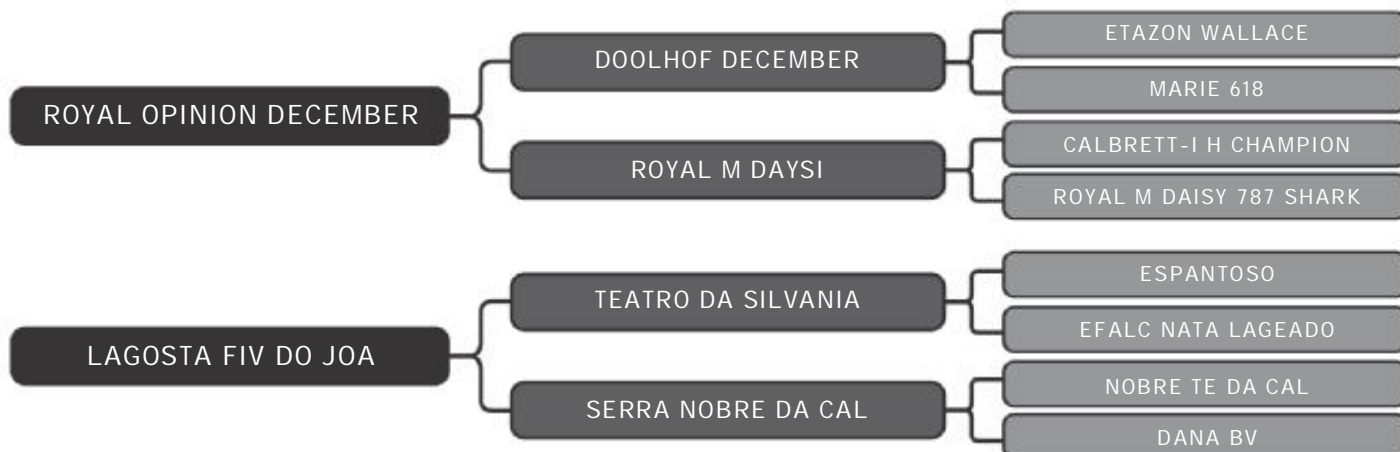 ETAZON WALLACE
DOOLHOF DECEMBER
MARIE 618
ROYAL OPINION DECEMBER
CALBRETT-I H CHAMPION
ROYAL M DAYSI
ROYAL M DAISY 787 SHARK
ESPANTOSO
TEATRO DA SILVANIA
EFALC NATA LAGEADO
LAGOSTA FIV DO JOA
NOBRE TE DA CAL
SERRA NOBRE DA CAL
DANA BV